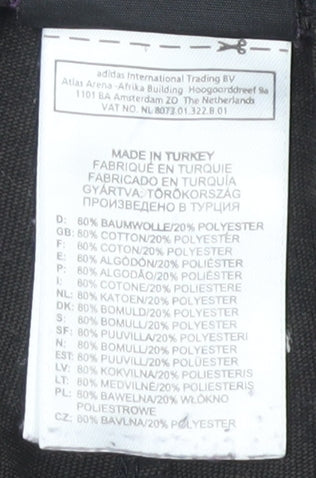 adidas International Trading BV
Atlas Arena -Afrika Building Hoogoorddreef 9a
1101 BA Amsterdam ZO The Netherlands
VAT NO. NL 8073.01.322.B.01
MADE IN TURKEY
FABRIQUÉ EN TURQUIE
FABRICADO EN TURQUÍA
GYÁRTVA; TÖRÖKORSZÁG
ПРОИЗВЕДЕНО В ТУРЦИЯ
D: 80% BAUMWOLLE/20% POLYESTER
GB: 80% COTTON/20% POLYESTER
F: 80% COTON/20% POLYESTER
E: 80% ALGODÓN/20% POLIÉSTER
P: 80% ALGODÃO/20% POLIÉSTER
I: 80% COTONE/20% POLIESTERE
NL: 80% KATOEN/20% POLYESTER
DK: 80% BOMULD/20% POLYESTER
S: 80% BOMULL/20% POLYESTER
SF: 80% PUUVILLA/20% POLYESTERI
N: 80% BOMULL/20% POLYESTER
EST: 80% PUUVILL/20% POLÜESTER
LV: 80% KOKVILNA/20% POLIESTERIS
LT: 80% MEDVILNĖ/20% POLIESTERIS
PL: 80% BAWEŁNA/20% WŁÓKNO
POLIESTROWE
CZ: 80% BAVLNA/20% POLYESTER